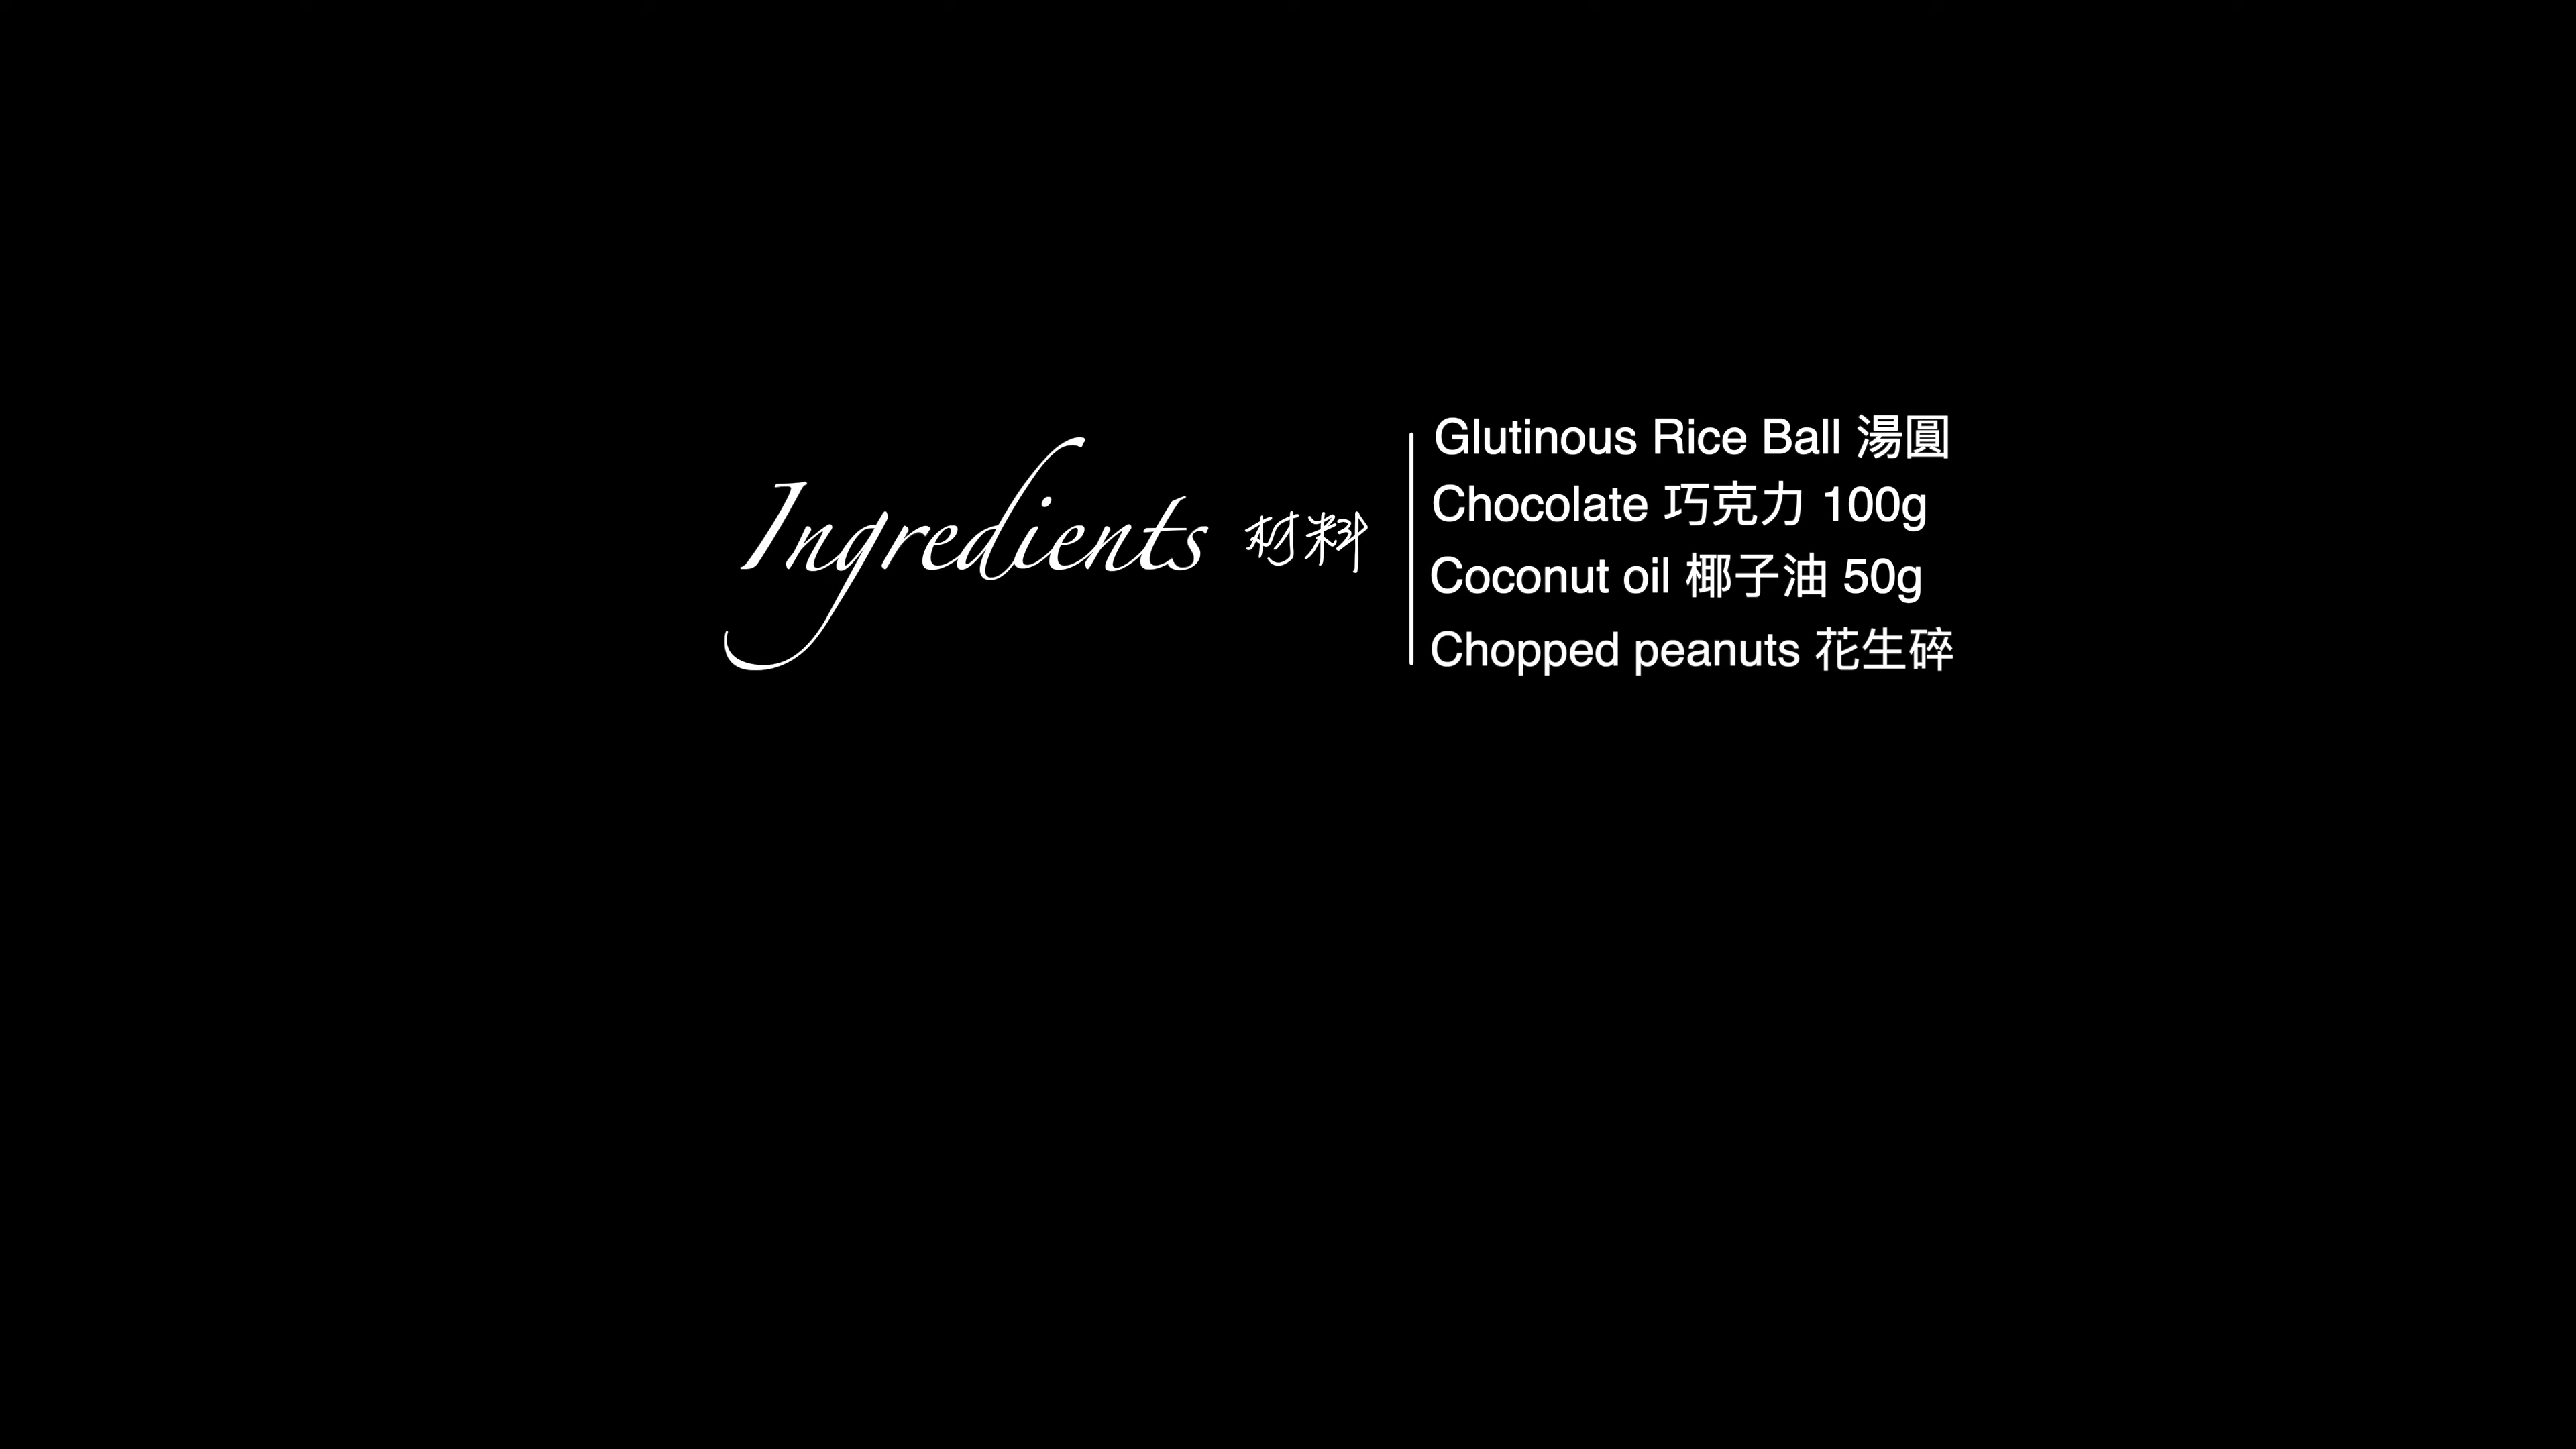 Ingredients 材料
Glutinous Rice Ball 湯圓
Chocolate 巧克力 100g
Coconut oil 椰子油 50g
Chopped peanuts 花生碎